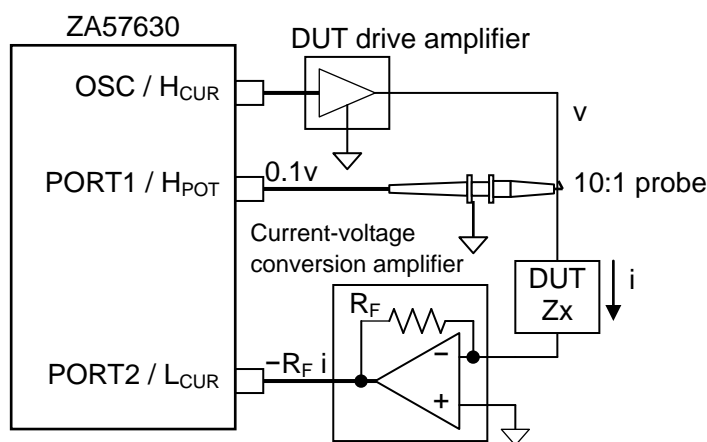 ZA57630
DUT drive amplifier
OSC / HCUR
v
PORT1 / HPOT
0.1v
10:1 probe
Current-voltage
conversion amplifier
DUT
Zx
i
RF
−
+
PORT2 / LCUR
−RF i